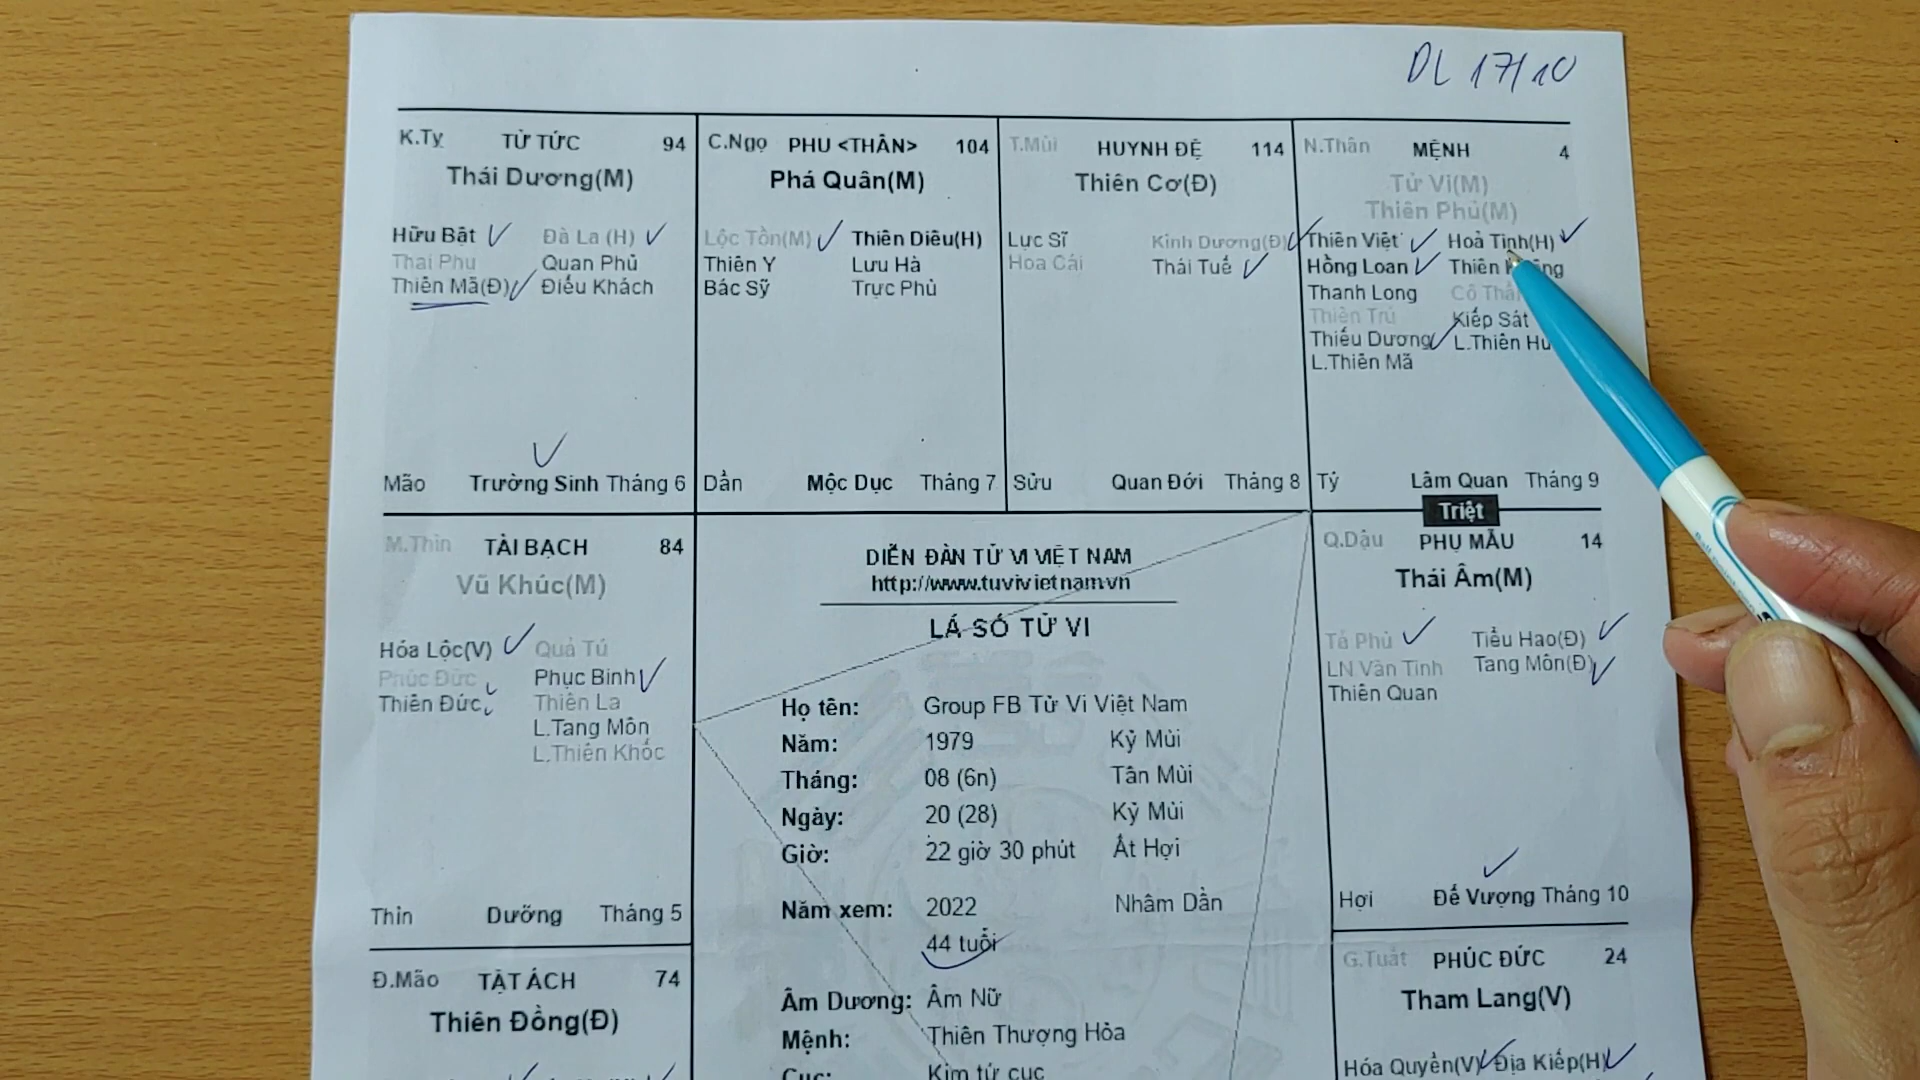 DL 17/10
K.Tỵ TỬ TỨC 94
Thái Dương(M)
Hữu Bật Đà La (H)
Thai Phụ Quan Phủ
Thiên Mã(Đ) Điếu Khách
Mão Trường Sinh Tháng 6
C.Ngọ PHU <THÂN> 104
Phá Quân(M)
Lộc Tồn(M) Thiên Diêu(H)
Thiên Y Lưu Hà
Bác Sỹ Trực Phù
Dần Mộc Dục Tháng 7
T.Mùi HUYNH ĐỆ 114
Thiên Cơ(Đ)
Lực Sĩ Kình Dương(Đ)
Hoa Cái Thái Tuế
Sửu Quan Đới Tháng 8
N.Thân MỆNH 4
Tử Vi(M)
Thiên Phủ(M)
Thiên Việt Hoả Tinh(H)
Hồng Loan Thiên
Thanh Long Cô
Thiên Trù Kiếp Sát
Thiếu Dương L.Thiên
L.Thiên Mã
Tý Lâm Quan Tháng 9
Triệt
M.Thìn TÀI BẠCH 84
Vũ Khúc(M)
Hóa Lộc(V) Quả Tú
Phúc Đức Phục Binh
Thiên Đức Thiên La
L.Tang Môn
L.Thiên Khốc
Thìn Dưỡng Tháng 5
DIỄN ĐÀN TỬ VI VIỆT NAM
http://www.tuvivietnam.vn
LÁ SỐ TỬ VI
Họ tên: Group FB Tử Vi Việt Nam
Năm: 1979 Kỷ Mùi
Tháng: 08 (6n) Tân Mùi
Ngày: 20 (28) Kỷ Mùi
Giờ: 22 giờ 30 phút Ất Hợi
Năm xem: 2022 Nhâm Dần
44 tuổi
Âm Dương: Âm Nữ
Mệnh: Thiên Thượng Hỏa
Cục: Kim tứ cục
Q.Dậu PHỤ MẪU 14
Thái Âm(M)
Tả Phù Tiểu Hao(Đ)
LN Văn Tinh Tang Môn(Đ)
Thiên Quan
Hợi Đế Vượng Tháng 10
Đ.Mão TẬT ÁCH 74
Thiên Đồng(Đ)
G.Tuất PHÚC ĐỨC 24
Tham Lang(V)
Hóa Quyền(V) Địa Kiếp(H)